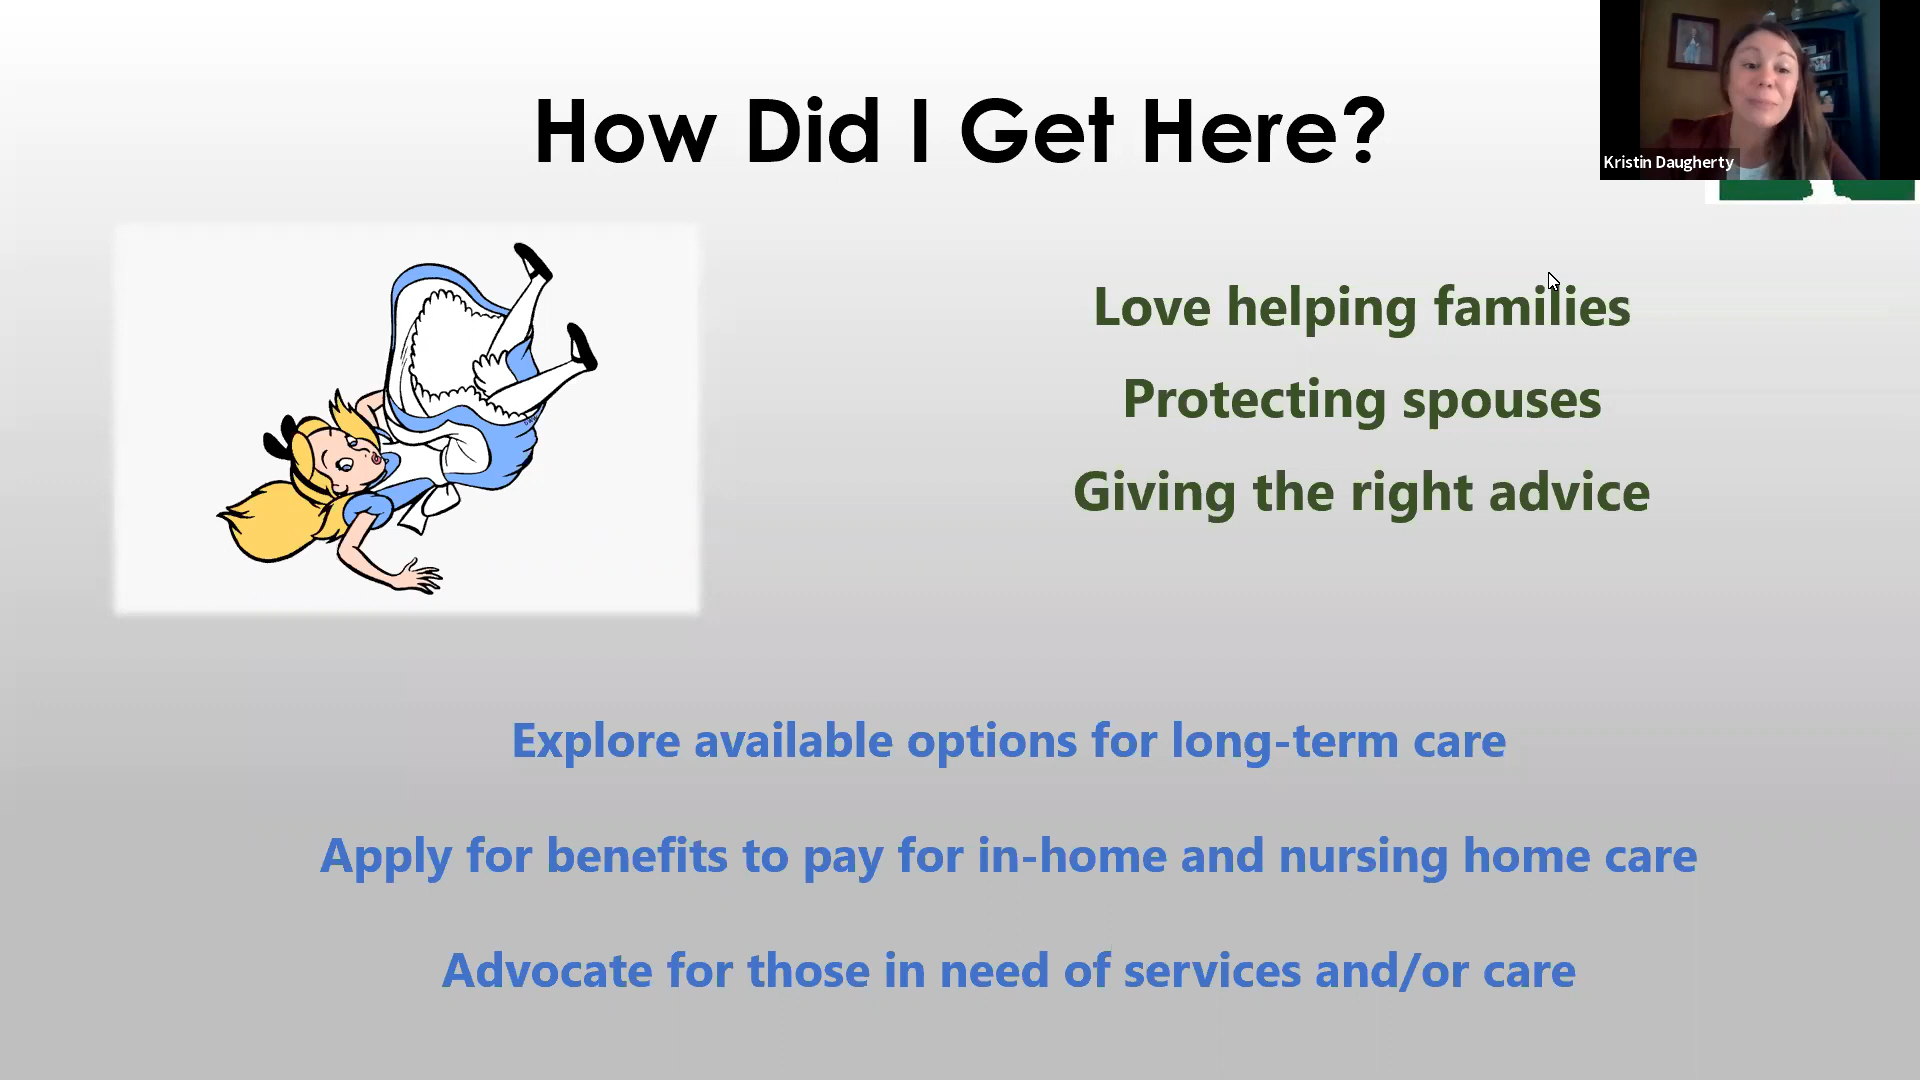 How Did I Get Here?
Kristin Daugherty
Love helping families
Protecting spouses
Giving the right advice
Explore available options for long-term care
Apply for benefits to pay for in-home and nursing home care
Advocate for those in need of services and/or care